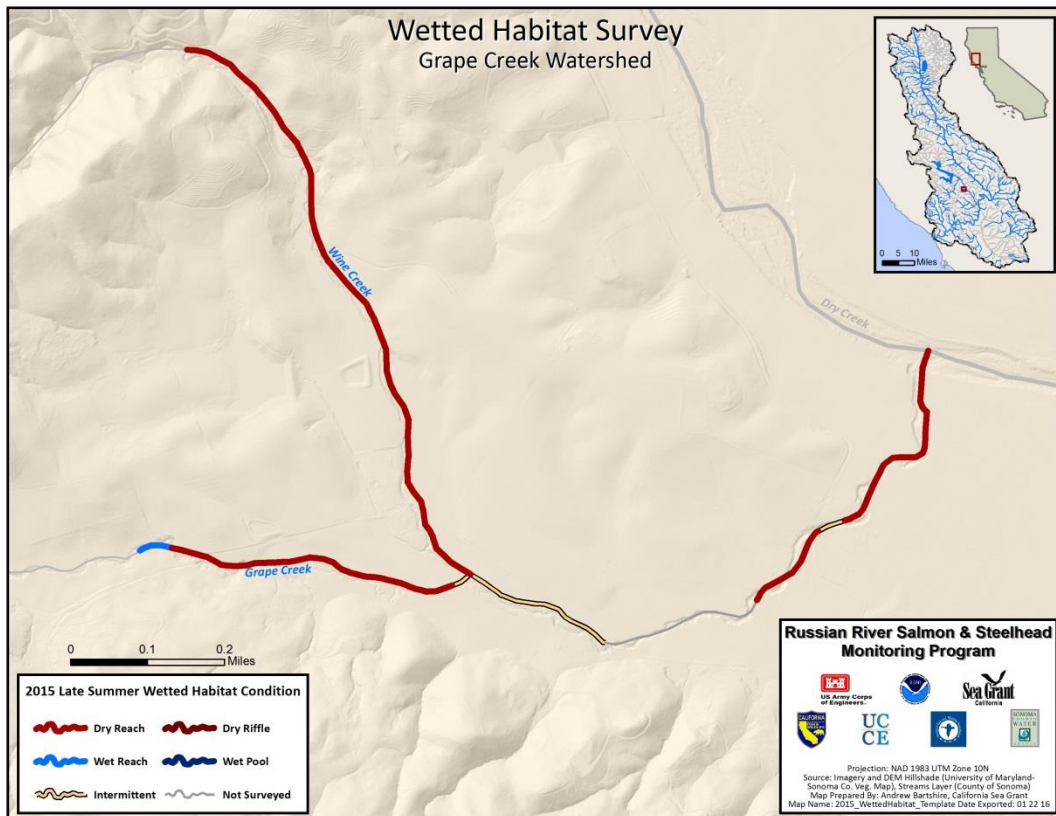 Wetted Habitat Survey
Grape Creek Watershed
0 5 10
Miles
Wine Creek
Dry Creek
Grape Creek
0 0.1 0.2
Miles
2015 Late Summer Wetted Habitat Condition
Dry Reach
Dry Riffle
Wet Reach
Wet Pool
Intermittent
Not Surveyed
Russian River Salmon & Steelhead
Monitoring Program
US Army Corps
of Engineers
Sea Grant
California
CALIFORNIA
UC
CE
SONOMA
COUNTY
WATER
Projection: NAD 1983 UTM Zone 10N
Source: Imagery and DEM Hillshade (University of Maryland-
Sonoma Co. Veg. Map), Streams Layer (County of Sonoma)
Map Prepared By: Andrew Bartshire, California Sea Grant
Map Name: 2015_WettedHabitat_Template Date Exported: 01 22 16